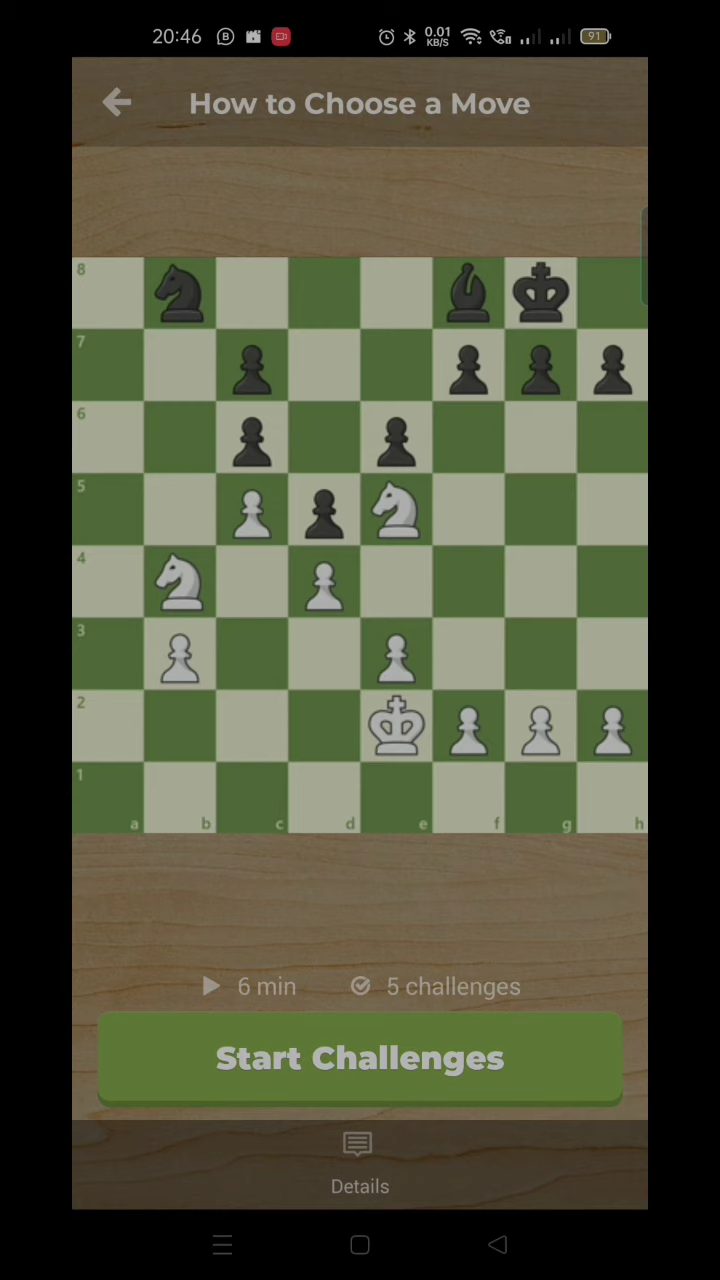 20:46 0.01 KB/S 91
How to Choose a Move
8
7
6
5
4
3
2
1
a b c d e f g h
6 min 5 challenges
Start Challenges
Details